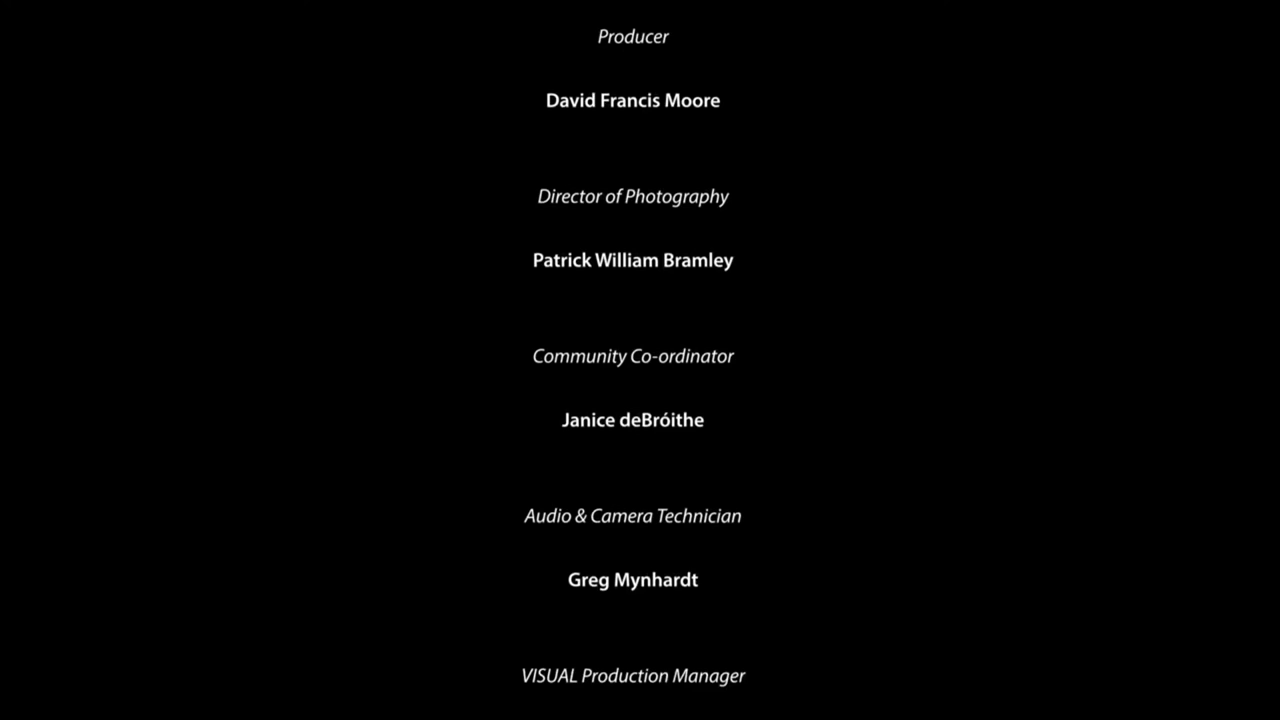 Producer
David Francis Moore
Director of Photography
Patrick William Bramley
Community Co-ordinator
Janice deBróithe
Audio & Camera Technician
Greg Mynhardt
VISUAL Production Manager